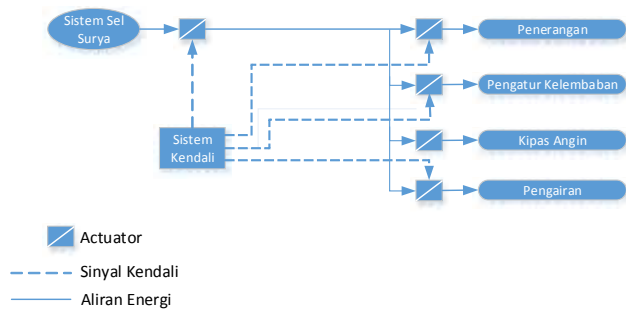 Sistem Sel
Surya
Penerangan
Pengatur Kelembaban
Sistem
Kendali
Kipas Angin
Pengairan
Actuator
Sinyal Kendali
Aliran Energi